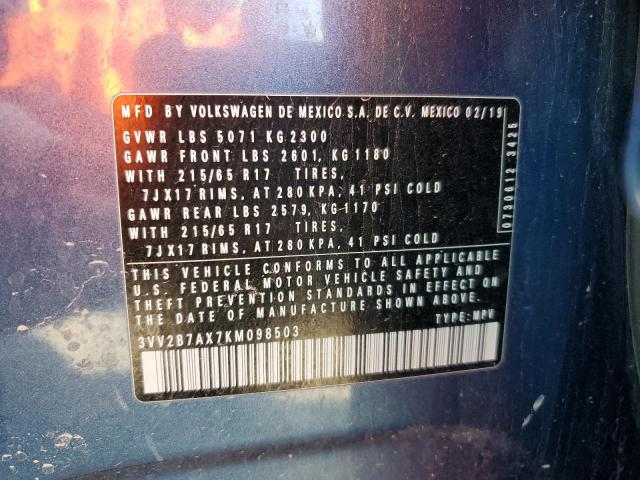 MFD BY VOLKSWAGEN DE MEXICO S.A. DE C.V. MEXICO 02/19
GVWR LBS 5071 KG 2300
GAWR FRONT LBS 2601, KG 1180
WITH 215/65 R17 TIRES,
7JX17 RIMS, AT 280 KPA, 41 PSI COLD
GAWR REAR LBS 2579, KG 1170
WITH 215/65 R17 TIRES,
7JX17 RIMS, AT 280 KPA, 41 PSI COLD
THIS VEHICLE CONFORMS TO ALL APPLICABLE
U.S. FEDERAL MOTOR VEHICLE SAFETY AND
THEFT PREVENTION STANDARDS IN EFFECT ON
THE DATE OF MANUFACTURE SHOWN ABOVE.
3VV2B7AX7KM098503 TYPE: MPV
0730612 3425